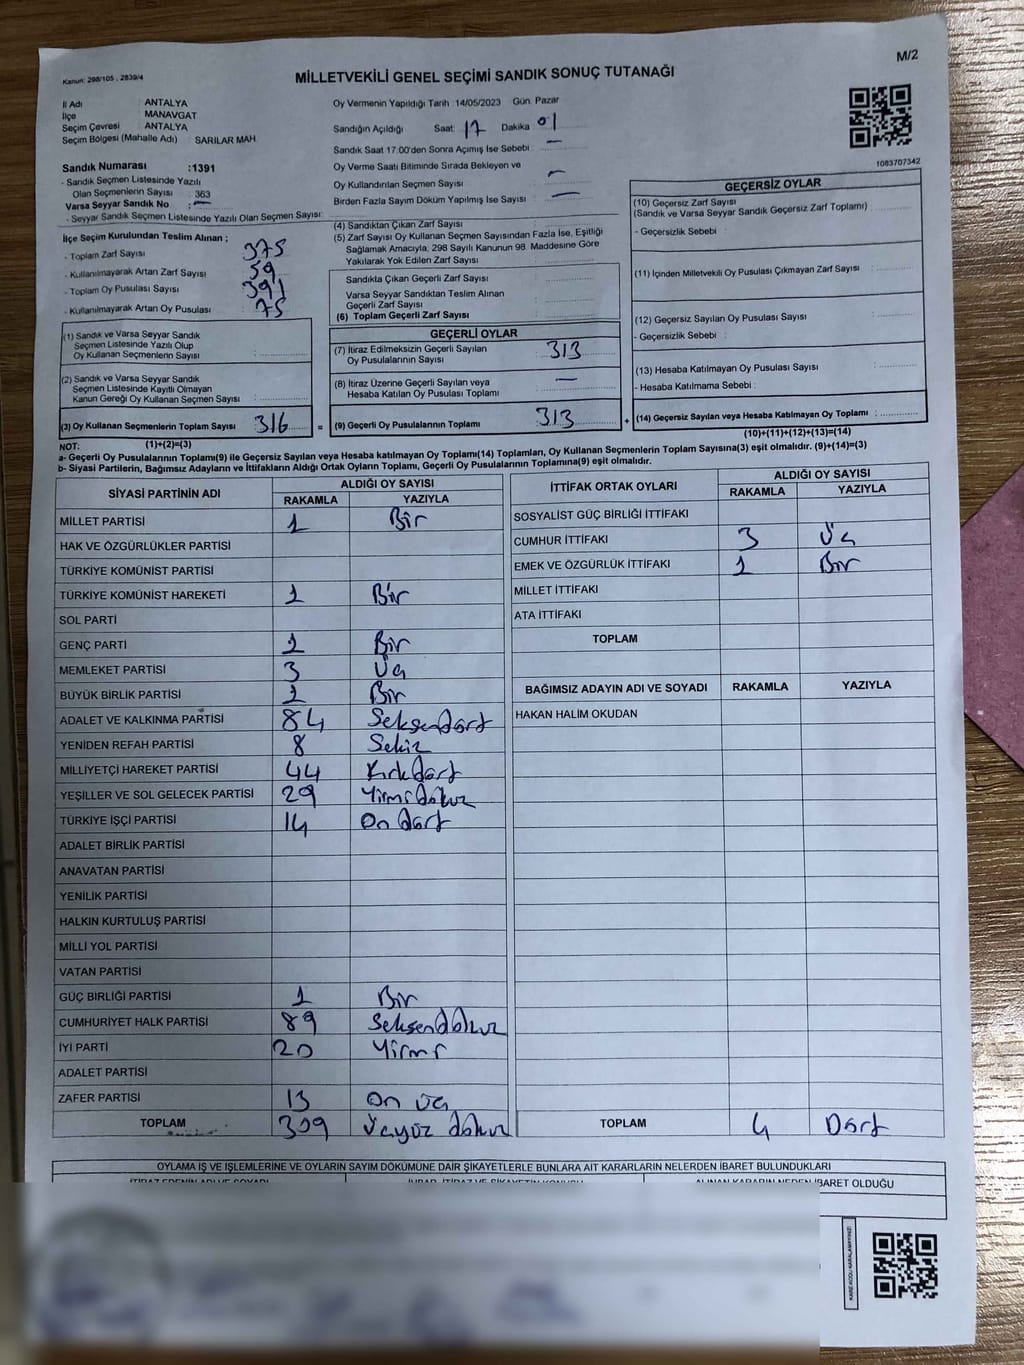 Kanun: 298/105 , 2839/4
M/2
MİLLETVEKİLİ GENEL SEÇİMİ SANDIK SONUÇ TUTANAĞI
İl Adı : ANTALYA
İlçe MANAVGAT
Seçim Çevresi : ANTALYA
Seçim Bölgesi (Mahalle Adı) : SARILAR MAH.
Sandık Numarası :1391
- Sandık Seçmen Listesinde Yazılı
Olan Seçmenlerin Sayısı : 363
Varsa Seyyar Sandık No : —
- Seyyar Sandık Seçmen Listesinde Yazılı Olan Seçmen Sayısı:
Oy Vermenin Yapıldığı Tarih :14/05/2023 Gün: Pazar
Sandığın Açıldığı Saat: 17 Dakika: 01
Sandık Saat 17.00'den Sonra Açımış İse Sebebi : —
Oy Verme Saati Bitiminde Sırada Bekleyen ve
Oy Kullandırılan Seçmen Sayısı —
Birden Fazla Sayım Döküm Yapılmış İse Sayısı : —
1083707342
İlçe Seçim Kurulundan Teslim Alınan ;
- Toplam Zarf Sayısı : 375
- Kullanılmayarak Artan Zarf Sayısı : 59
- Toplam Oy Pusulası Sayısı : 391
- Kullanılmayarak Artan Oy Pusulası : 75
(4) Sandıktan Çıkan Zarf Sayısı
(5) Zarf Sayısı Oy Kullanan Seçmen Sayısından Fazla İse, Eşitliği
Sağlamak Amacıyla, 298 Sayılı Kanunun 98. Maddesine Göre
Yakılarak Yok Edilen Zarf Sayısı
Sandıkta Çıkan Geçerli Zarf Sayısı
Varsa Seyyar Sandıktan Teslim Alınan
Geçerli Zarf Sayısı
(6) Toplam Geçerli Zarf Sayısı
GEÇERSİZ OYLAR
(10) Geçersiz Zarf Sayısı
(Sandık ve Varsa Seyyar Sandık Geçersiz Zarf Toplamı)
- Geçersizlik Sebebi :
(11) İçinden Milletvekili Oy Pusulası Çıkmayan Zarf Sayısı
(12) Geçersiz Sayılan Oy Pusulası Sayısı
- Geçersizlik Sebebi :
(13) Hesaba Katılmayan Oy Pusulası Sayısı
- Hesaba Katılmama Sebebi :
(14) Geçersiz Sayılan veya Hesaba Katılmayan Oy Toplamı
(10)+(11)+(12)+(13)=(14)
(1) Sandık ve Varsa Seyyar Sandık
Seçmen Listesinde Yazılı Olup
Oy Kullanan Seçmenlerin Sayısı
(2) Sandık ve Varsa Seyyar Sandık
Seçmen Listesinde Kayıtlı Olmayan
Kanun Gereği Oy Kullanan Seçmen Sayısı
(3) Oy Kullanan Seçmenlerin Toplam Sayısı : 316 =
(1)+(2)=(3)
GEÇERLİ OYLAR
(7) İtiraz Edilmeksizin Geçerli Sayılan
Oy Pusulalarının Sayısı 313
(8) İtiraz Üzerine Geçerli Sayılan veya
Hesaba Katılan Oy Pusulası Toplamı —
(9) Geçerli Oy Pusulalarının Toplamı 313 +
NOT:
a- Geçerli Oy Pusulaları Toplamı(9) ile Geçersiz Sayılan veya Hesaba Katılmayan Oy Toplamı(14) Toplamları, Oy Kullanan Seçmenlerin Toplam Sayısına(3) eşit olmalıdır. (9)+(14)=(3)
b- Siyasi Partilerin, Bağımsız Adayların ve İttifakların Aldığı Ortak Oyların Toplamı, Geçerli Oy Pusulalarının Toplamına(9) eşit olmalıdır.
SİYASİ PARTİNİN ADI ALDIĞI OY SAYISI
RAKAMLA YAZIYLA
MİLLET PARTİSİ 1 Bir
HAK VE ÖZGÜRLÜKLER PARTİSİ
TÜRKİYE KOMÜNİST PARTİSİ
TÜRKİYE KOMÜNİST HAREKETİ 1 Bir
SOL PARTİ
GENÇ PARTİ 1 Bir
MEMLEKET PARTİSİ 3 Üç
BÜYÜK BİRLİK PARTİSİ 1 Bir
ADALET VE KALKINMA PARTİSİ 84 Seksendört
YENİDEN REFAH PARTİSİ 8 Sekiz
MİLLİYETÇİ HAREKET PARTİSİ 44 Kırkdört
YEŞİLLER VE SOL GELECEK PARTİSİ 29 Yirmidokuz
TÜRKİYE İŞÇİ PARTİSİ 14 On dört
ADALET BİRLİK PARTİSİ
ANAVATAN PARTİSİ
YENİLİK PARTİSİ
HALKIN KURTULUŞ PARTİSİ
MİLLİ YOL PARTİSİ
VATAN PARTİSİ
GÜÇ BİRLİĞİ PARTİSİ 1 Bir
CUMHURİYET HALK PARTİSİ 89 Seksendokuz
İYİ PARTİ 20 Yirmi
ADALET PARTİSİ
ZAFER PARTİSİ 13 On üç
TOPLAM 309 Üçyüz dokuz
İTTİFAK ORTAK OYLARI ALDIĞI OY SAYISI
RAKAMLA YAZIYLA
SOSYALİST GÜÇ BİRLİĞİ İTTİFAKI
CUMHUR İTTİFAKI 3 Üç
EMEK VE ÖZGÜRLÜK İTTİFAKI 1 Bir
MİLLET İTTİFAKI
ATA İTTİFAKI
TOPLAM
BAĞIMSIZ ADAYIN ADI VE SOYADI RAKAMLA YAZIYLA
HAKAN HALİM OKUDAN
TOPLAM 4 Dört
OYLAMA İŞ VE İŞLEMLERİNE VE OYLARIN SAYIM DÖKÜMÜNE DAİR ŞİKAYETLERLE BUNLARA AİT KARARLARIN NELERDEN İBARET BULUNDUKLARI
İTİRAZ EDENİN ADI VE SOYADI İHBAR, İTİRAZ VE ŞİKAYETİN KONUSU ALINAN KARARIN NEDEN İBARET OLDUĞU
KARE KODU KARALAMAYINIZ!